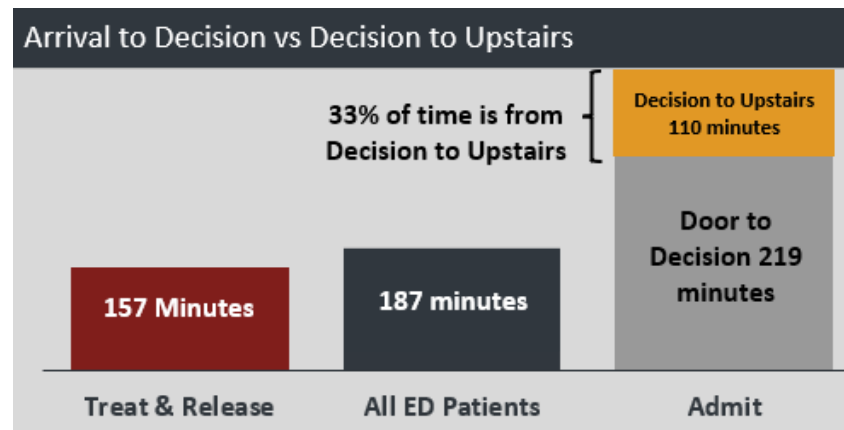 Arrival to Decision vs Decision to Upstairs
33% of time is from
Decision to Upstairs
Decision to Upstairs
110 minutes
Door to
Decision 219
minutes
157 Minutes
187 minutes
Treat & Release
All ED Patients
Admit